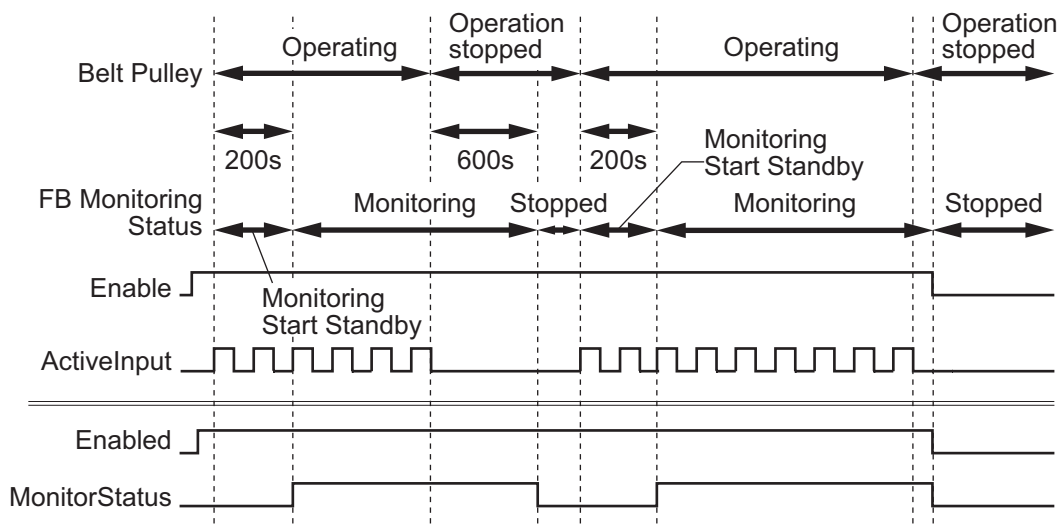 Operating
Operation
stopped
Operating
Operation
stopped
Belt Pulley
200s
600s
200s
Monitoring
Start Standby
FB Monitoring
Status
Monitoring
Stopped
Monitoring
Stopped
Enable
Monitoring
Start Standby
ActiveInput
Enabled
MonitorStatus